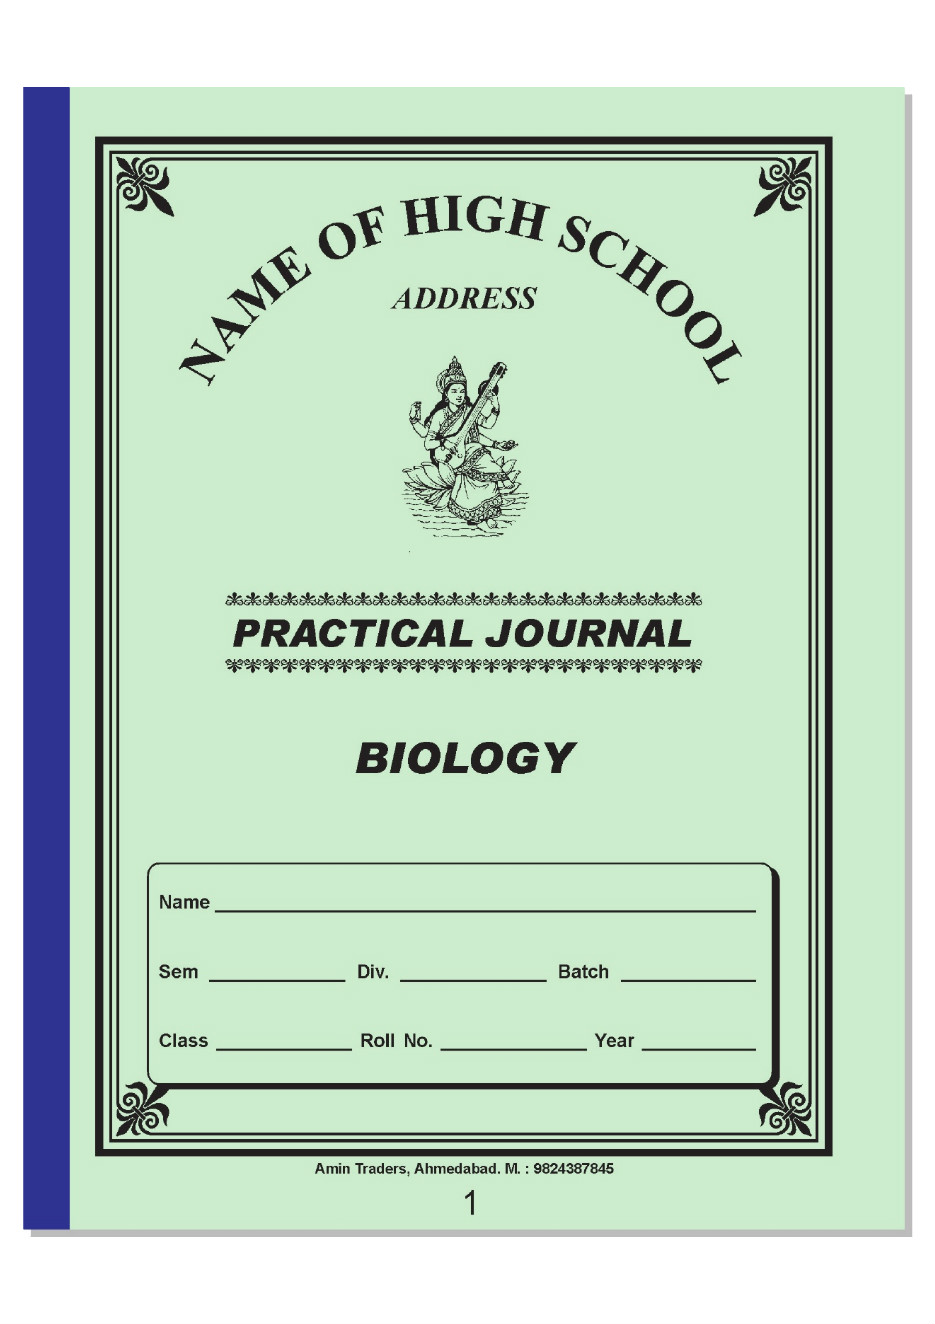 NAME OF HIGH SCHOOL
ADDRESS
PRACTICAL JOURNAL
BIOLOGY
Name
Sem Div. Batch
Class Roll No. Year
Amin Traders, Ahmedabad. M. : 9824387845
1